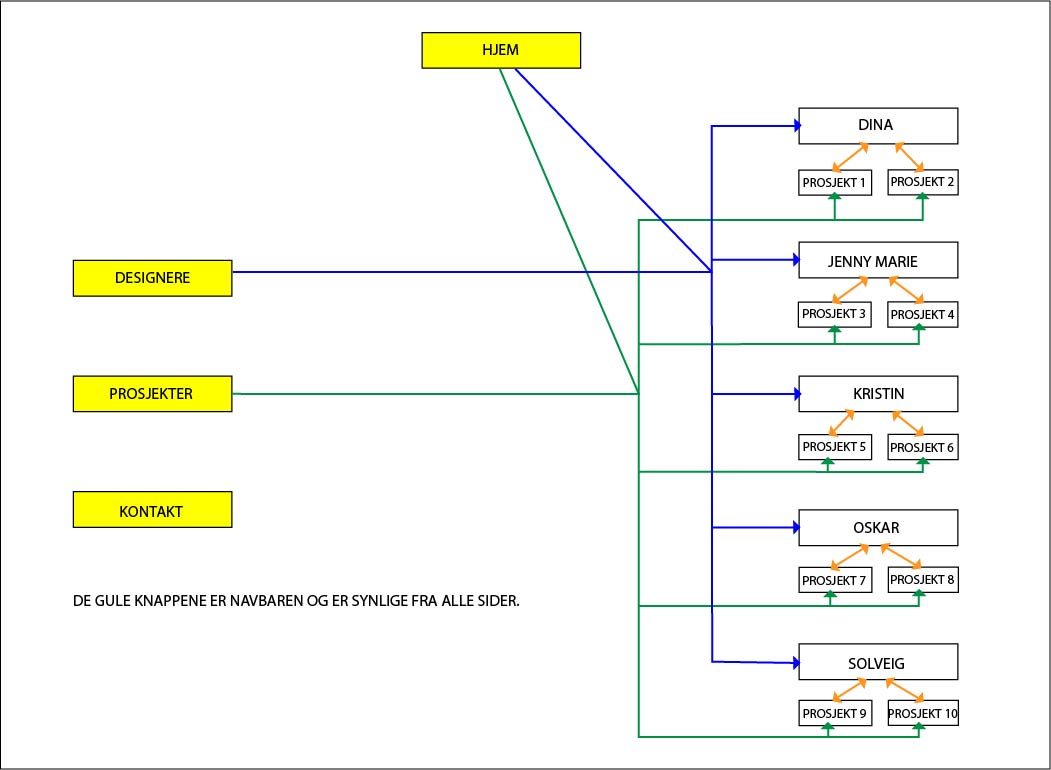 HJEM
DINA
PROSJEKT 1
PROSJEKT 2
DESIGNERE
JENNY MARIE
PROSJEKT 3
PROSJEKT 4
PROSJEKTER
KRISTIN
PROSJEKT 5
PROSJEKT 6
KONTAKT
OSKAR
PROSJEKT 7
PROSJEKT 8
DE GULE KNAPPENE ER NAVBAREN OG ER SYNLIGE FRA ALLE SIDER.
SOLVEIG
PROSJEKT 9
PROSJEKT 10